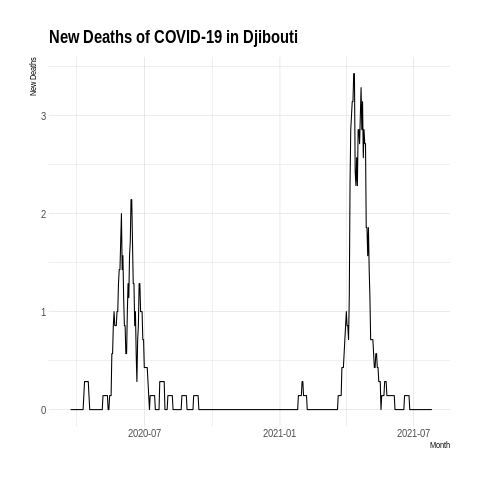 New Deaths of COVID-19 in Djibouti
New Deaths
3
2
1
0
2020-07
2021-01
2021-07
Month